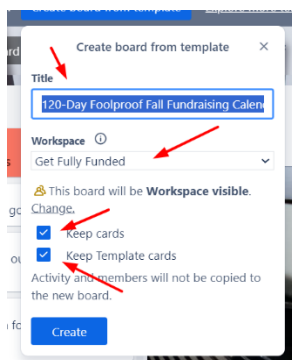 Create board from template
Title
120-Day Foolproof Fall Fundraising
Workspace
Get Fully Funded
This board will be Workspace visible.
Change.
Keep cards
Keep Template cards
Activity and members will not be copied to
the new board.
Create